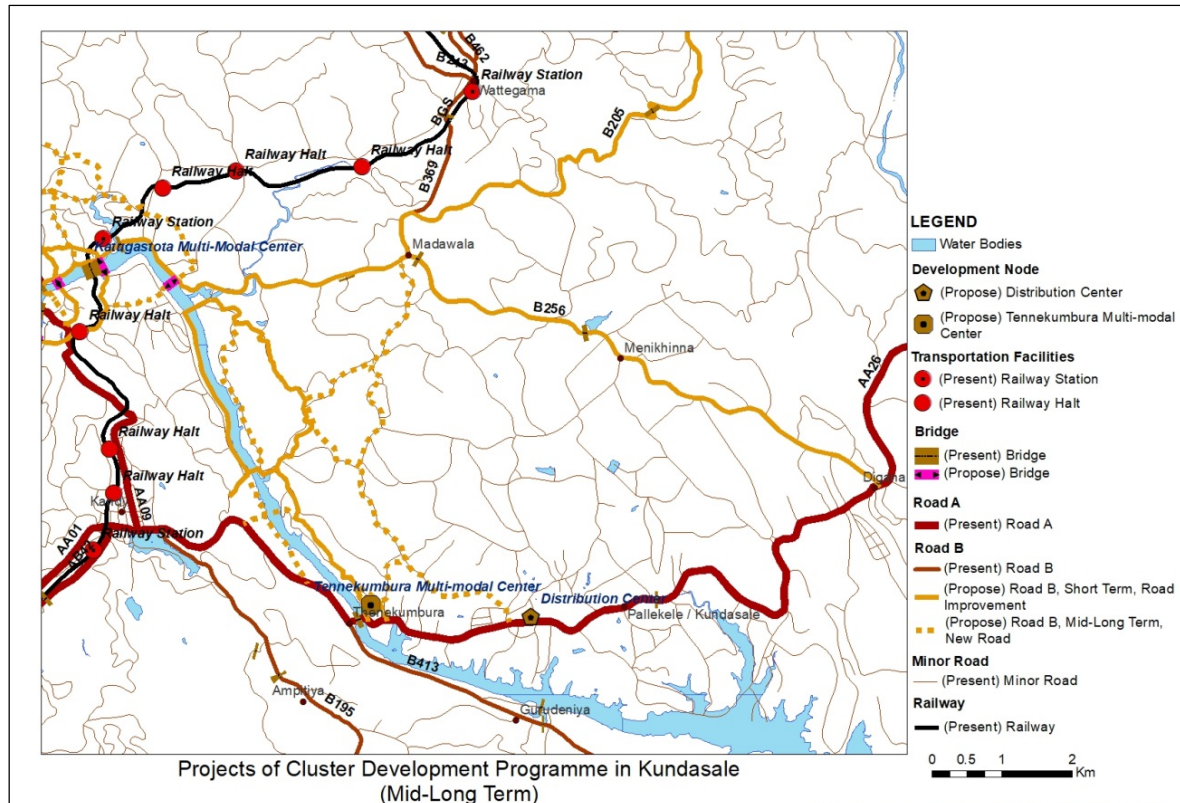 B462
B213
Railway Station
Wattegama
BGS
B205
Railway Halt
Railway Halt
Railway Halt
B369
Railway Station
Katugastota Multi-Modal Center
Madawala
B256
Railway Halt
Menikhinna
AA26
Railway Halt
Railway Halt
Digana
Kandy
AA09
AA01
Railway Station
Tennekumbura Multi-modal Center
Distribution Center
Thenekumbura
Pallekele / Kundasale
B413
Ampitiya
B195
Gurudeniya
Projects of Cluster Development Programme in Kundasale
(Mid-Long Term)
LEGEND
Water Bodies
Development Node
(Propose) Distribution Center
(Propose) Tennekumbura Multi-modal
Center
Transportation Facilities
(Present) Railway Station
(Present) Railway Halt
Bridge
(Present) Bridge
(Propose) Bridge
Road A
(Present) Road A
Road B
(Present) Road B
(Propose) Road B, Short Term, Road
Improvement
(Propose) Road B, Mid-Long Term,
New Road
Minor Road
(Present) Minor Road
Railway
(Present) Railway
0 0.5 1 2
Km